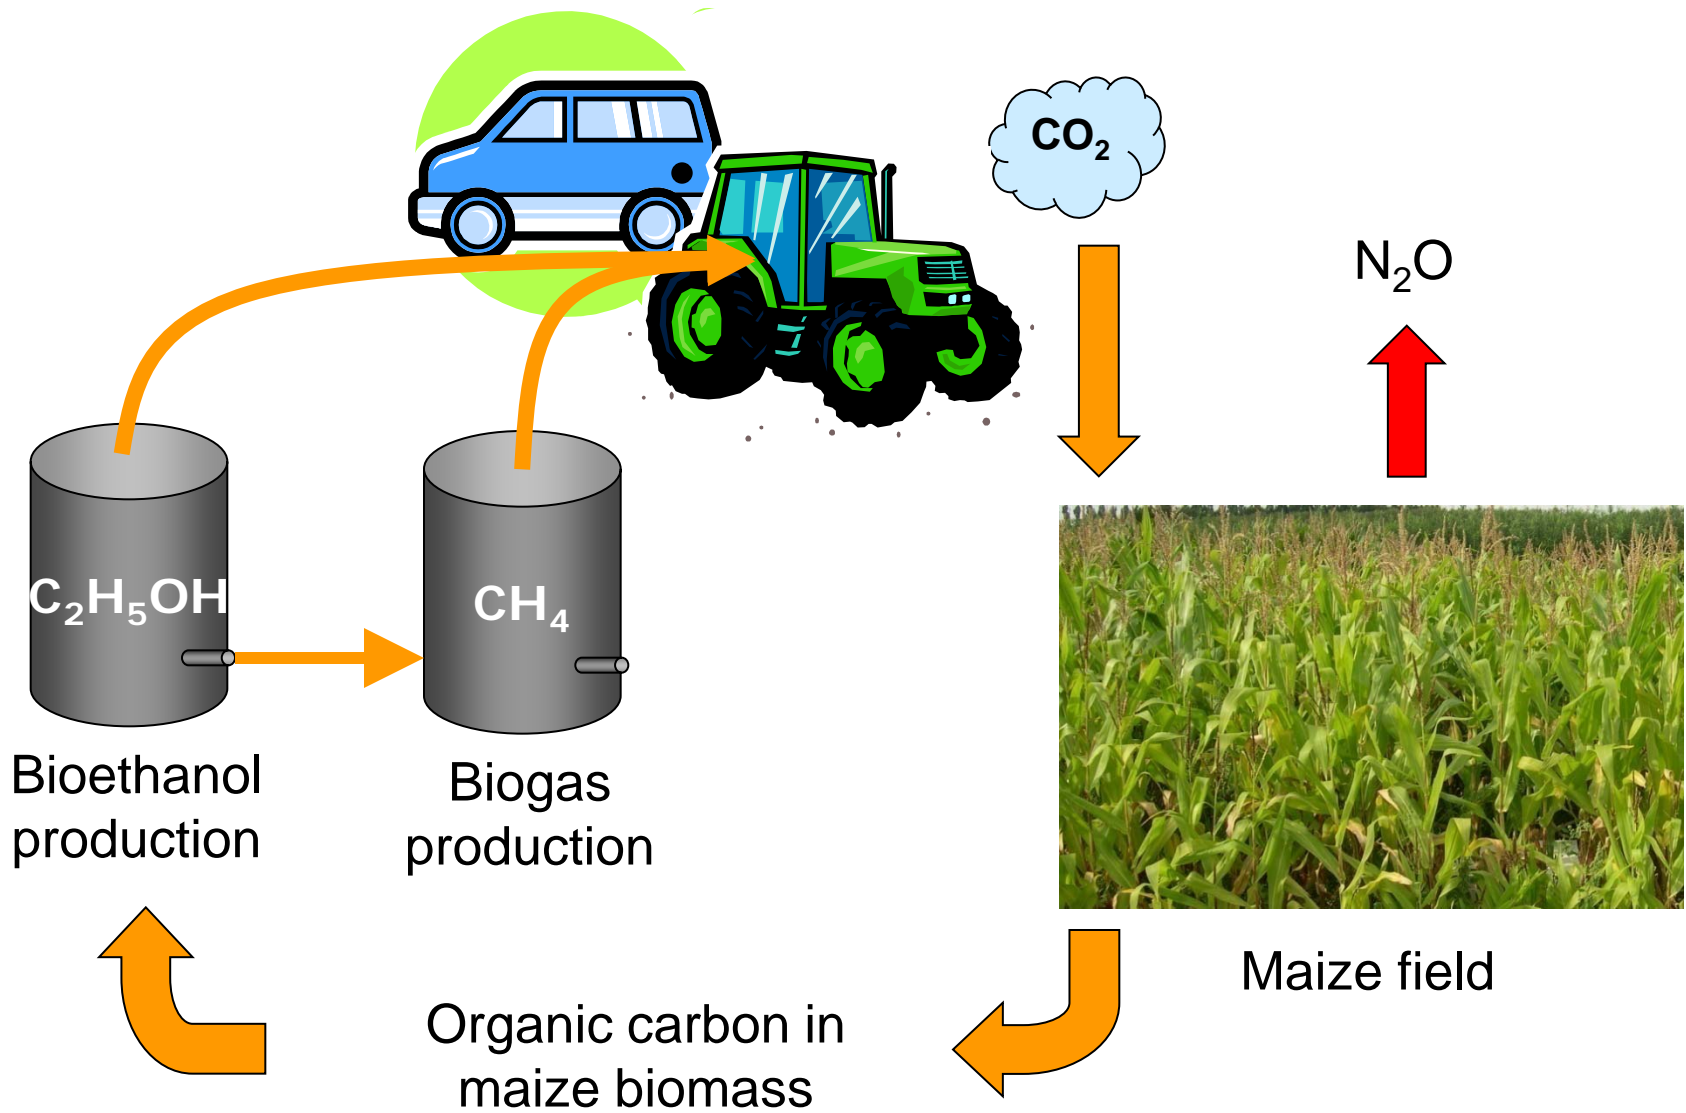 CO₂
N₂O
C₂H₅OH
CH₄
Bioethanol
production
Biogas
production
Maize field
Organic carbon in
maize biomass